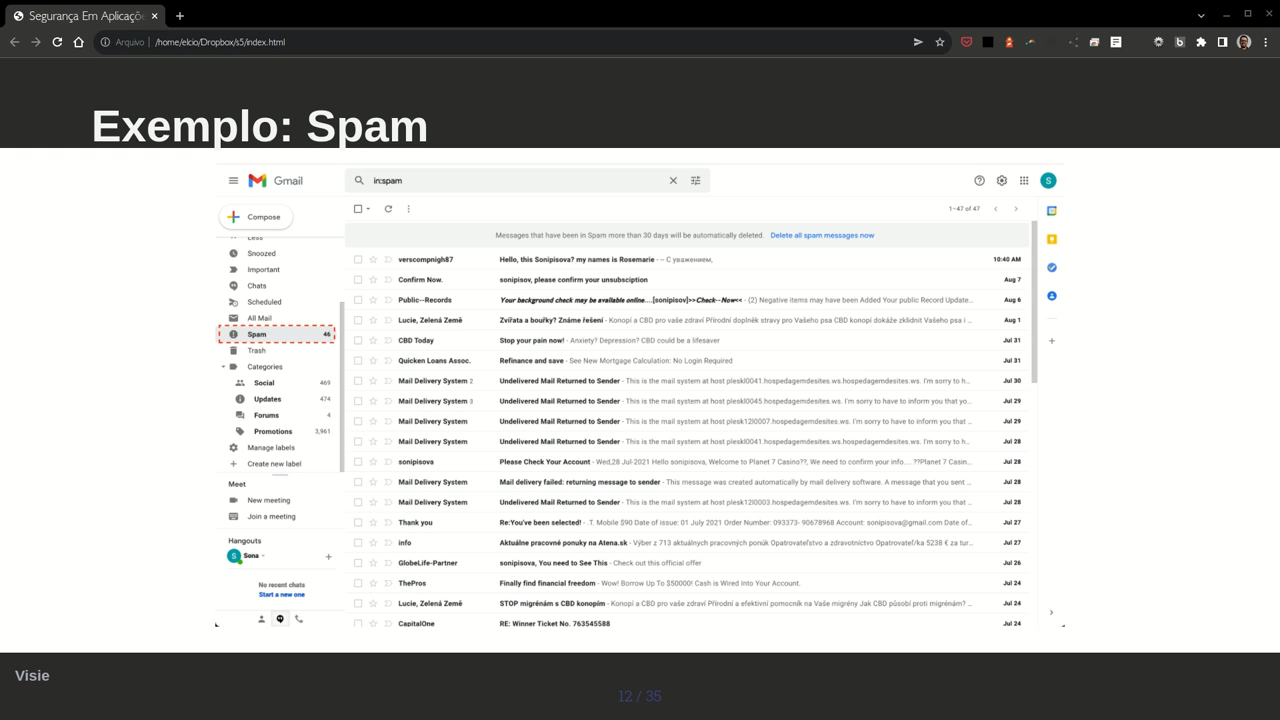 Segurança Em Aplicaçõe
Arquivo /home/elcio/Dropbox/s5/index.html
Exemplo: Spam
Gmail
in:spam
Compose
1–47 of 47
Less
Snoozed
Important
Chats
Scheduled
All Mail
Spam 46
Trash
Categories
Social 469
Updates 474
Forums 4
Promotions 3,961
Manage labels
Create new label
Meet
New meeting
Join a meeting
Hangouts
S Sona
No recent chats
Start a new one
Messages that have been in Spam more than 30 days will be automatically deleted. Delete all spam messages now
verscompnigh87 Hello, this Sonipisova? my names is Rosemarie - -- С уважением, 10:40 AM
Confirm Now. sonipisov, please confirm your unsubsciption Aug 7
Public--Records Your background check may be available online....[sonipisov]>>Check--Now<< - (2) Negative items may have been Added Your public Record Update… Aug 6
Lucie, Zelená Země Zvířata a bouřky? Známe řešení - Konopí a CBD pro vaše zdraví Přírodní doplněk stravy pro Vašeho psa CBD konopí dokáže zklidnit Vašeho psa i … Aug 1
CBD Today Stop your pain now! - Anxiety? Depression? CBD could be a lifesaver Jul 31
Quicken Loans Assoc. Refinance and save - See New Mortgage Calculation: No Login Required Jul 31
Mail Delivery System 2 Undelivered Mail Returned to Sender - This is the mail system at host pleskl0041.hospedagemdesites.ws.hospedagemdesites.ws. I'm sorry to h… Jul 30
Mail Delivery System 3 Undelivered Mail Returned to Sender - This is the mail system at host pleskl0045.hospedagemdesites.ws. I'm sorry to have to inform you that yo… Jul 29
Mail Delivery System Undelivered Mail Returned to Sender - This is the mail system at host plesk12l0007.hospedagemdesites.ws. I'm sorry to have to inform you that … Jul 29
Mail Delivery System Undelivered Mail Returned to Sender - This is the mail system at host pleskl0041.hospedagemdesites.ws.hospedagemdesites.ws. I'm sorry to h… Jul 28
sonipisova Please Check Your Account - Wed,28 Jul-2021 Hello sonipisov, Welcome to Planet 7 Casino??, We need to confirm your info.... ??Planet 7 Casin… Jul 28
Mail Delivery System Mail delivery failed: returning message to sender - This message was created automatically by mail delivery software. A message that you sent … Jul 28
Mail Delivery System Undelivered Mail Returned to Sender - This is the mail system at host plesk12l0003.hospedagemdesites.ws. I'm sorry to have to inform you that … Jul 28
Thank you Re:You've been selected! - .T. Mobile $90 Date of issue: 01 July 2021 Order Number: 093373- 90678968 Account: sonipisova@gmail.com Date of… Jul 27
info Aktuálne pracovné ponuky na Atena.sk - Výber z 713 aktuálnych pracovných ponúk Opatrovateľstvo a zdravotníctvo Opatrovateľ/ka 5238 € za tur… Jul 27
GlobeLife-Partner sonipisova, You need to See This - Check out this official offer Jul 26
ThePros Finally find financial freedom - Wow! Borrow Up To $50000! Cash is Wired Into Your Account. Jul 24
Lucie, Zelená Země STOP migrénám s CBD konopím - Konopí a CBD pro vaše zdraví Přírodní a efektivní pomocník na Vaše migrény Jak CBD působí proti migrénám? … Jul 24
CapitalOne RE: Winner Ticket No. 763545588 Jul 24
Visie
12 / 35